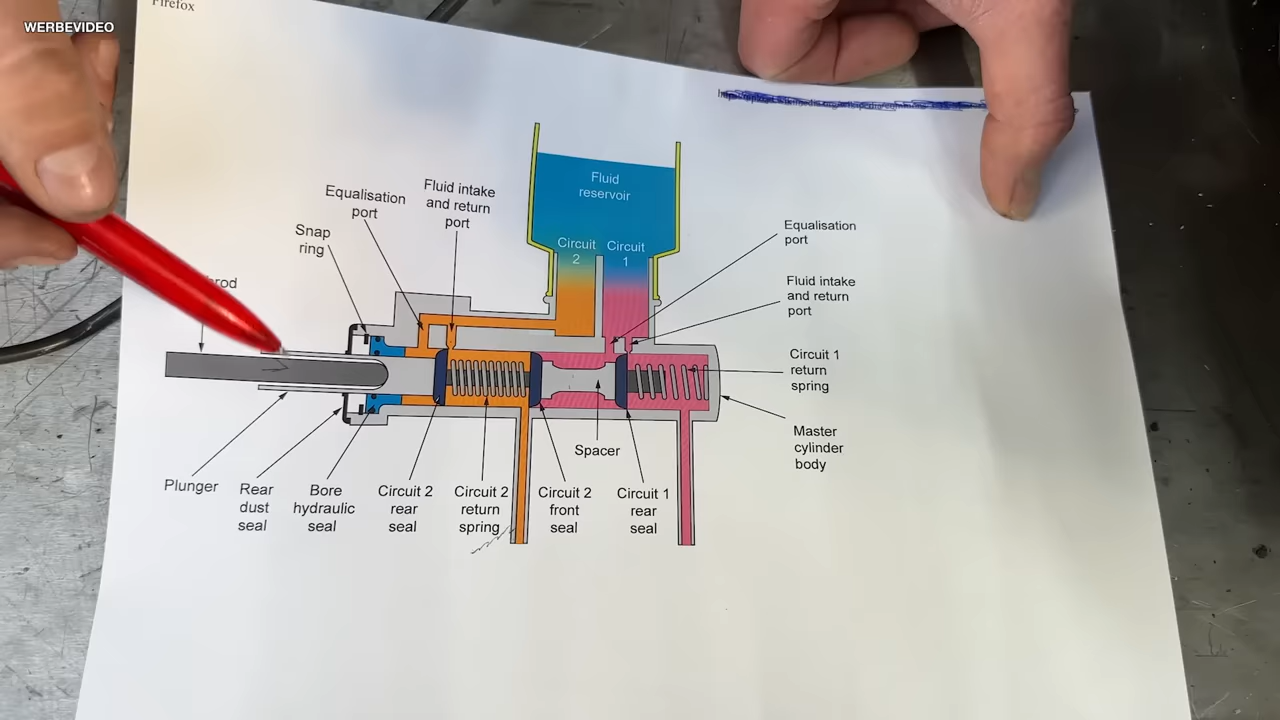 Firefox
WERBEVIDEO
Fluid
reservoir
Circuit
2
Circuit
1
Equalisation
port
Fluid intake
and return
port
Snap
ring
Equalisation
port
Fluid intake
and return
port
Circuit 1
return
spring
Master
cylinder
body
Spacer
Plunger
Rear
dust
seal
Bore
hydraulic
seal
Circuit 2
rear
seal
Circuit 2
return
spring
Circuit 2
front
seal
Circuit 1
rear
seal